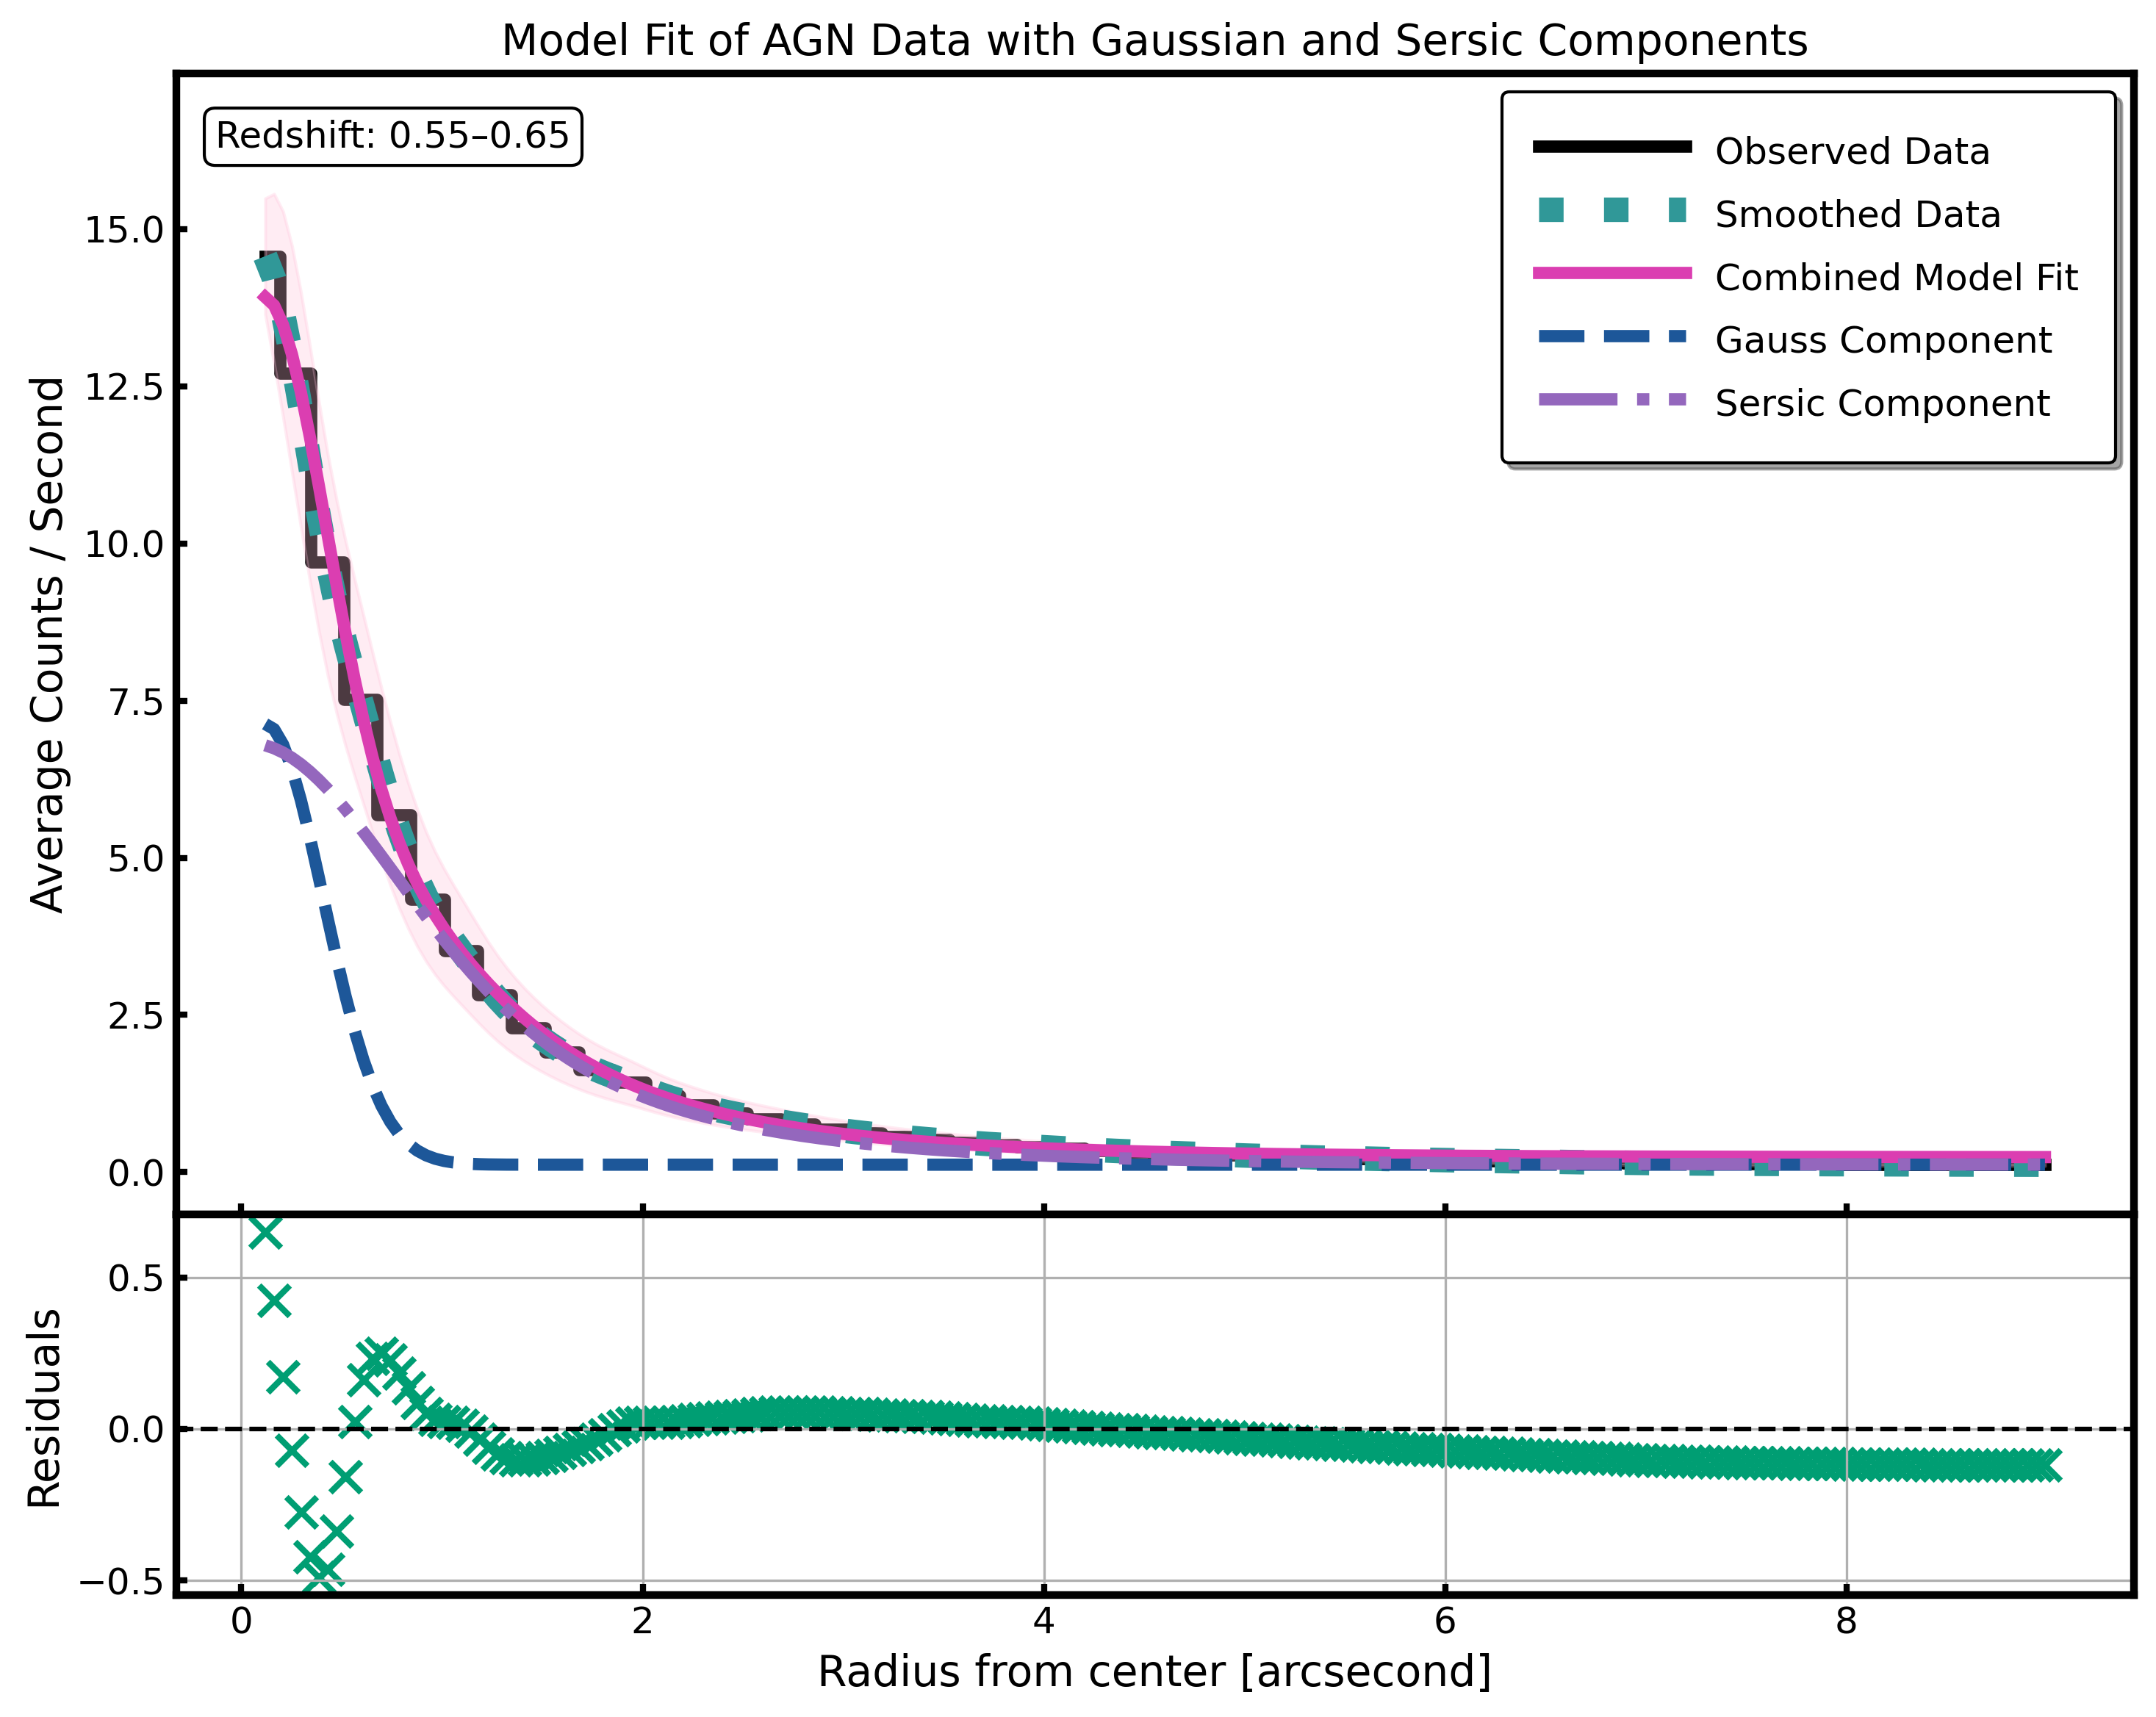 Model Fit of AGN Data with Gaussian and Sersic Components
Redshift: 0.55–0.65
Observed Data
Smoothed Data
Combined Model Fit
Gauss Component
Sersic Component
Average Counts / Second
15.0
12.5
10.0
7.5
5.0
2.5
0.0
Residuals
0.5
0.0
−0.5
0 2 4 6 8
Radius from center [arcsecond]